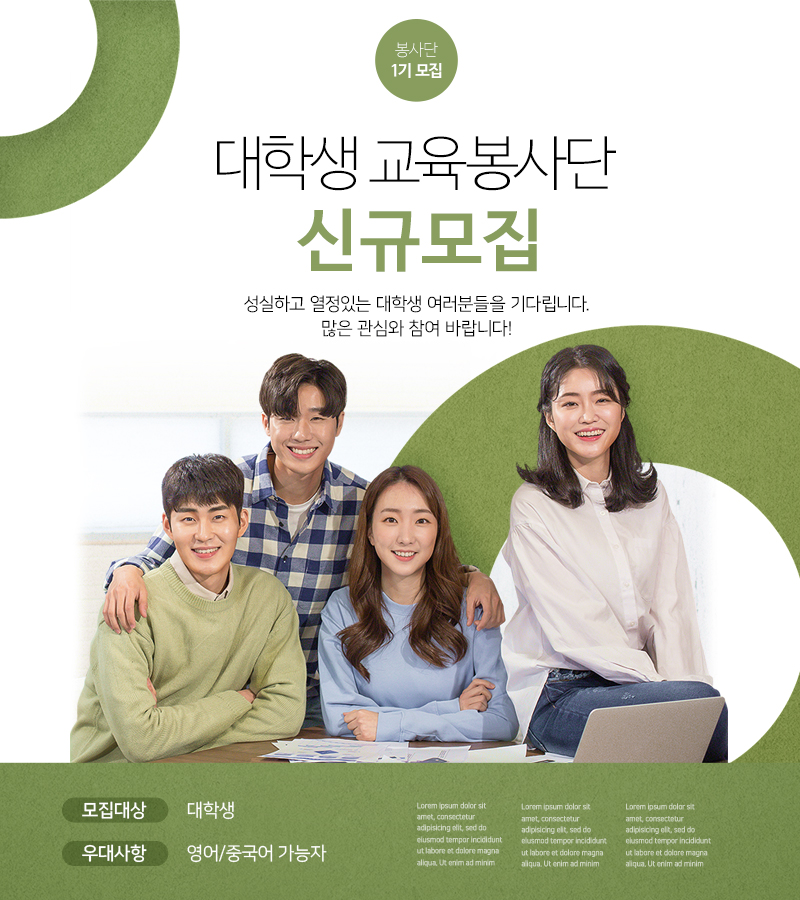 봉사단
1기 모집
대학생 교육봉사단
신규모집
성실하고 열정있는 대학생 여러분들을 기다립니다.
많은 관심와 참여 바랍니다!
모집대상 대학생
우대사항 영어/중국어 가능자
Lorem ipsum dolor sit
amet, consectetur
adipisicing elit, sed do
eiusmod tempor incididunt
ut labore et dolore magna
aliqua. Ut enim ad minim
Lorem ipsum dolor sit
amet, consectetur
adipisicing elit, sed do
eiusmod tempor incididunt
ut labore et dolore magna
aliqua. Ut enim ad minim
Lorem ipsum dolor sit
amet, consectetur
adipisicing elit, sed do
eiusmod tempor incididunt
ut labore et dolore magna
aliqua. Ut enim ad minim